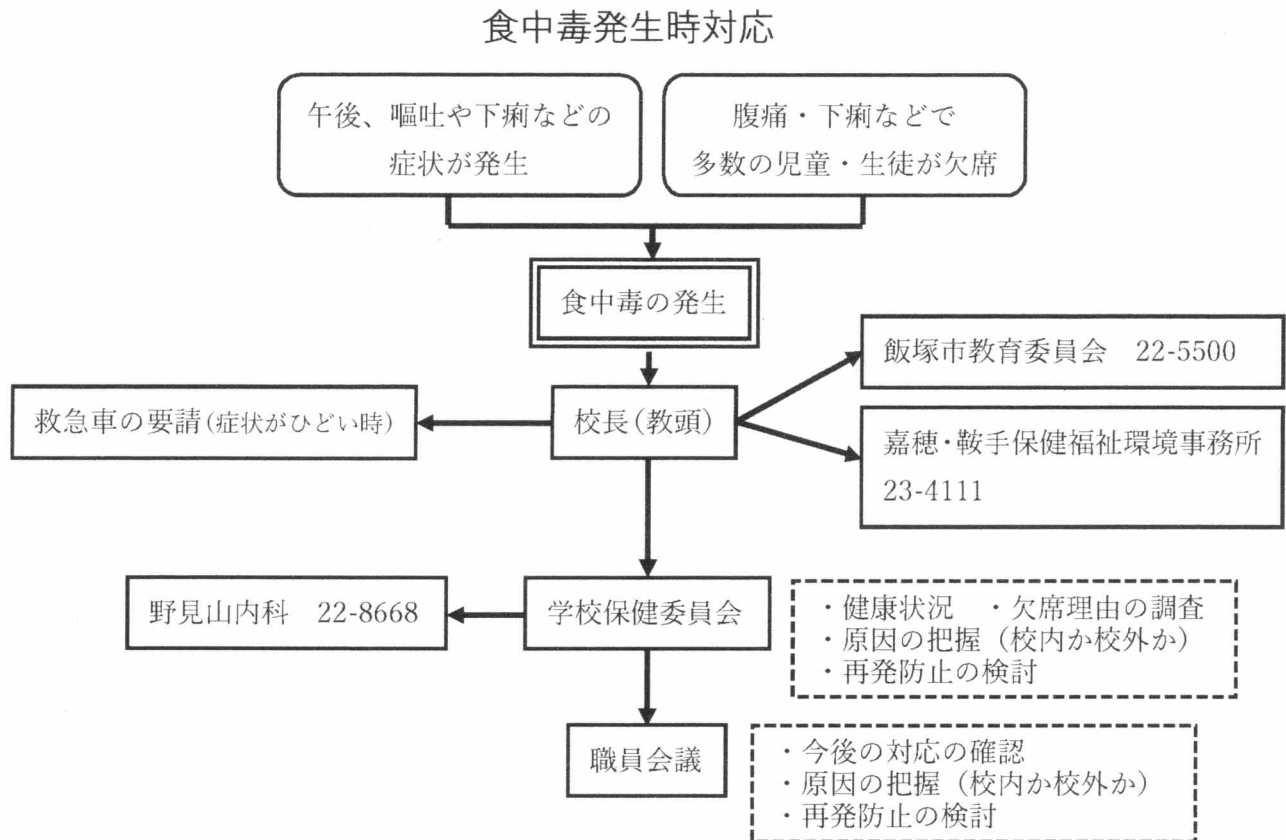 食中毒発生時対応
午後、嘔吐や下痢などの
症状が発生
腹痛・下痢などで
多数の児童・生徒が欠席
食中毒の発生
飯塚市教育委員会　22-5500
救急車の要請(症状がひどい時)
校長(教頭)
嘉穂・鞍手保健福祉環境事務所
23-4111
野見山内科　22-8668
学校保健委員会
・健康状況　・欠席理由の調査
・原因の把握（校内か校外か）
・再発防止の検討
職員会議
・今後の対応の確認
・原因の把握（校内か校外か）
・再発防止の検討